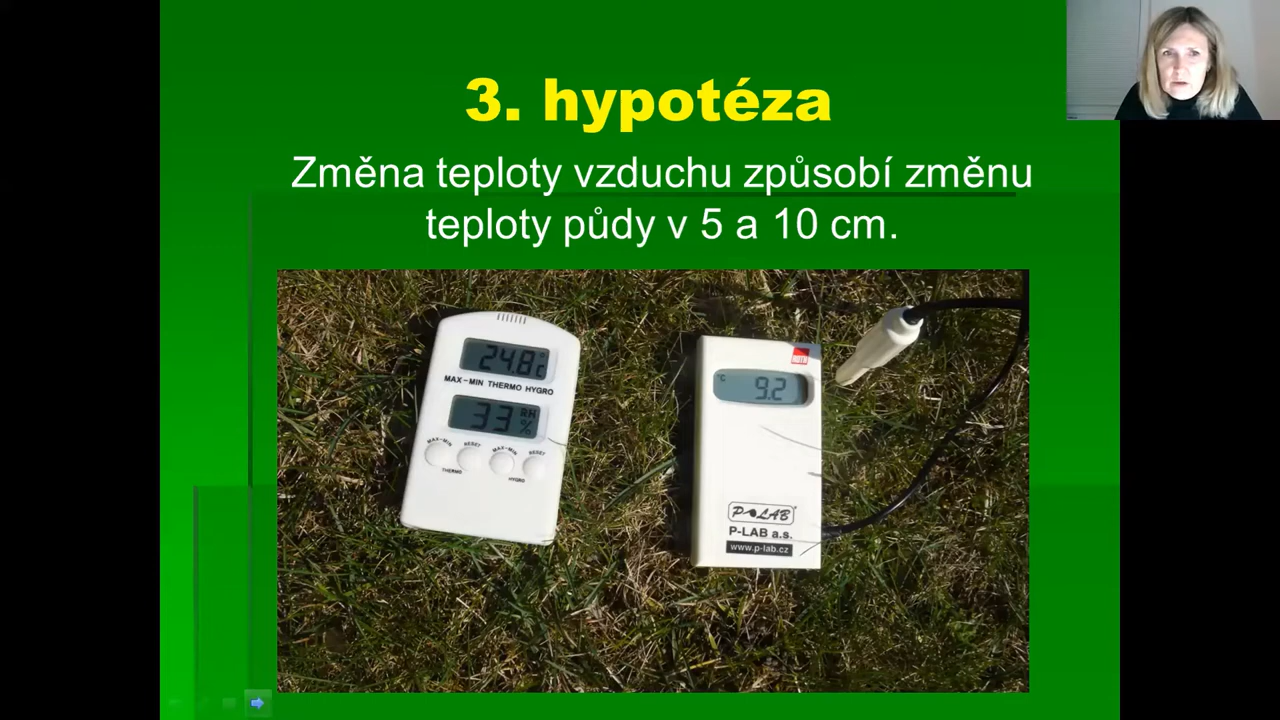 3. hypotéza
Změna teploty vzduchu způsobí změnu
teploty půdy v 5 a 10 cm.
24.8°C
MAX-MIN THERMO HYGRO
33 RH %
MAX-MIN RESET MAX-MIN RESET
THERMO HYGRO
ROTH
°C 9.2
P LAB
P-LAB a.s.
www.p-lab.cz